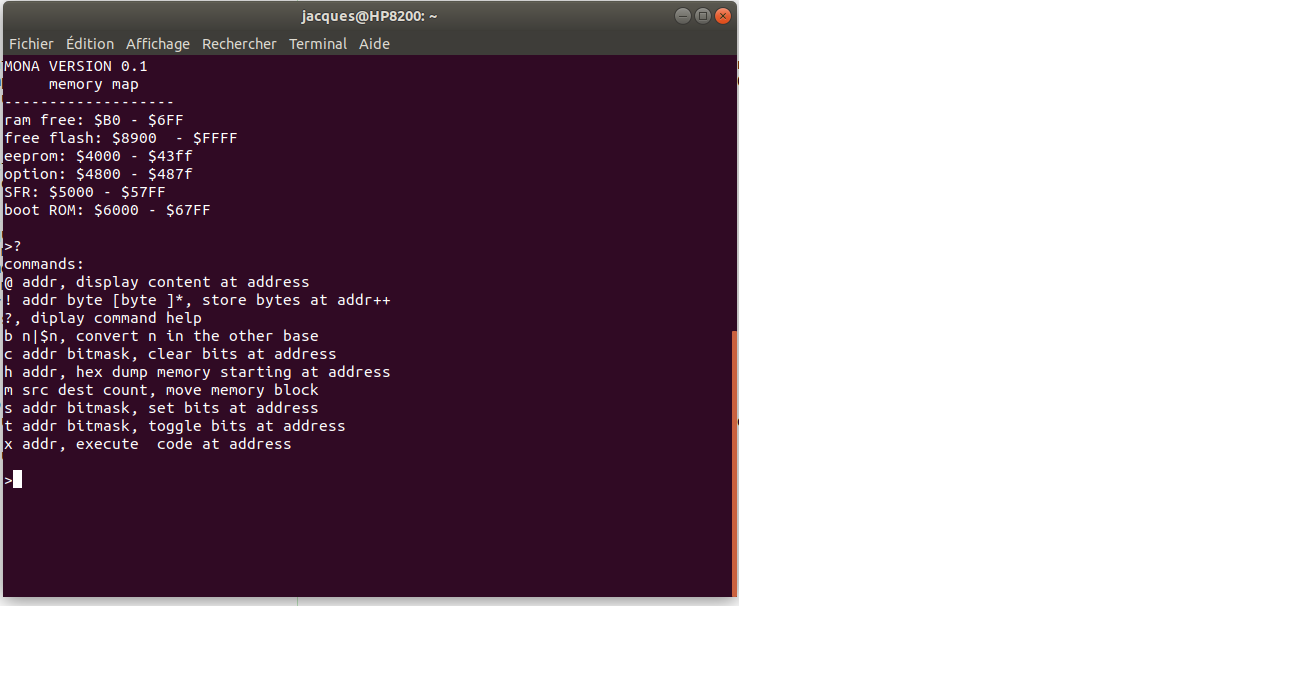 jacques@HP8200: ~
Fichier Édition Affichage Rechercher Terminal Aide
MONA VERSION 0.1
memory map
-------------------
ram free: $B0 - $6FF
free flash: $8900  - $FFFF
eeprom: $4000 - $43ff
option: $4800 - $487f
SFR: $5000 - $57FF
boot ROM: $6000 - $67FF
>?
commands:
@ addr, display content at address
! addr byte [byte ]*, store bytes at addr++
?, diplay command help
b n|$n, convert n in the other base
c addr bitmask, clear bits at address
h addr, hex dump memory starting at address
m src dest count, move memory block
s addr bitmask, set bits at address
t addr bitmask, toggle bits at address
x addr, execute  code at address
>